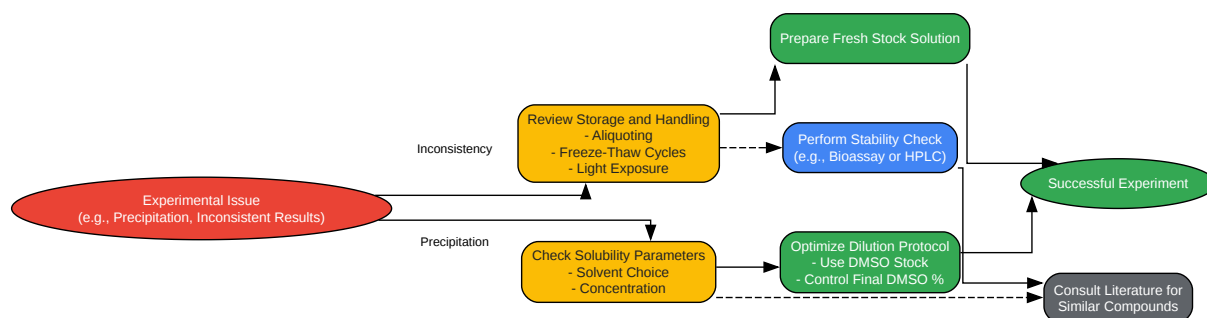 Prepare Fresh Stock Solution
Review Storage and Handling
- Aliquoting
- Freeze-Thaw Cycles
- Light Exposure
Inconsistency
Perform Stability Check
(e.g., Bioassay or HPLC)
Experimental Issue
(e.g., Precipitation, Inconsistent Results)
Successful Experiment
Precipitation
Check Solubility Parameters
- Solvent Choice
- Concentration
Optimize Dilution Protocol
- Use DMSO Stock
- Control Final DMSO %
Consult Literature for
Similar Compounds